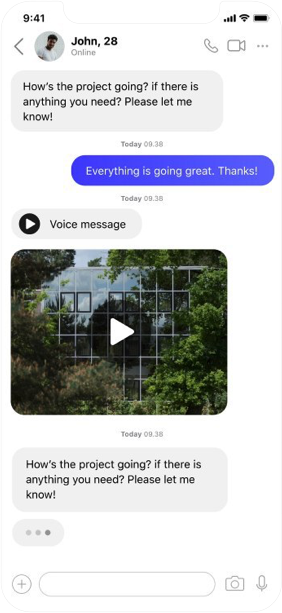 9:41
John, 28
Online
How's the project going? if there is
anything you need? Please let me
know!
Today 09.38
Everything is going great. Thanks!
Today 09.38
Voice message
Today 09.38
How's the project going? if there is
anything you need? Please let me
know!